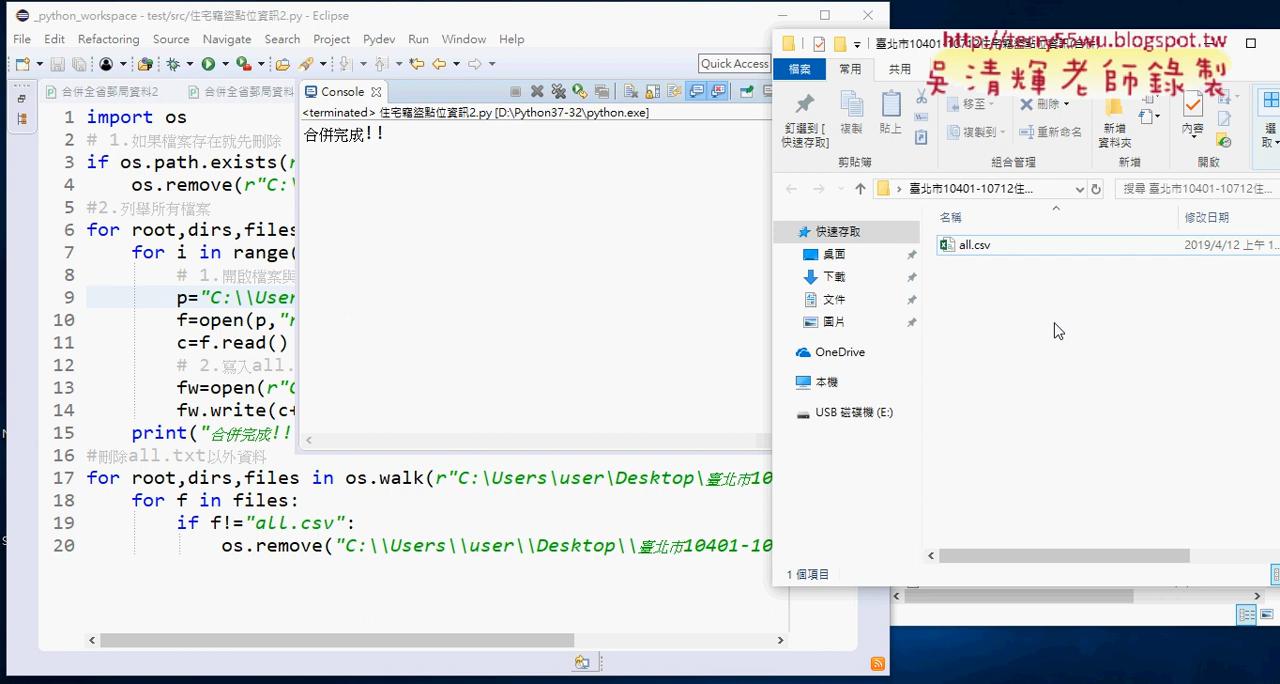 _python_workspace - test/src/住宅竊盜點位資訊2.py - Eclipse
File Edit Refactoring Source Navigate Search Project Pydev Run Window Help
Quick Access
合併全省郵局資料2
合併全省郵局資料
Console
<terminated> 住宅竊盜點位資訊2.py [D:\Python37-32\python.exe]
合併完成!!
1 import os
2 # 1.如果檔案存在就先刪除
3 if os.path.exists(r
4 os.remove(r"C:\
5 #2.列舉所有檔案
6 for root,dirs,files
7 for i in range(
8 # 1.開啟檔案與
9 p="C:\\User
10 f=open(p,"r
11 c=f.read()
12 # 2.寫入all.
13 fw=open(r"C
14 fw.write(c+
15 print("合併完成!!
16 #刪除all.txt以外資料
17 for root,dirs,files in os.walk(r"C:\Users\user\Desktop\臺北市10
18 for f in files:
19 if f!="all.csv":
20 os.remove("C:\\Users\\user\\Desktop\\臺北市10401-10
臺北市10401-10712住宅竊盜點位資訊
http://terry55wu.blogspot.tw
吳清輝老師錄製
檔案 常用 共用
釘選到 [快速存取]
複製
貼上
移至
複製到
刪除
重新命名
新增
資料夾
內容
選
取
剪貼簿 組合管理 新增 開啟
臺北市10401-10712住...
搜尋 臺北市10401-10712住...
名稱 修改日期
all.csv 2019/4/12 上午 1...
快速存取
桌面
下載
文件
圖片
OneDrive
本機
USB 磁碟機 (E:)
1 個項目